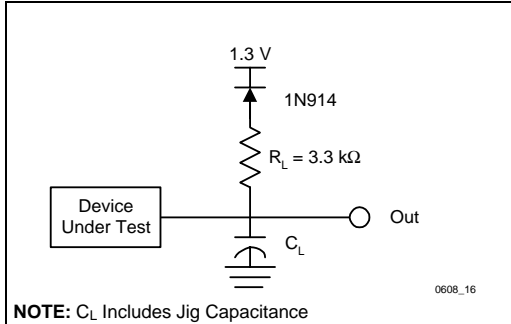 1.3 V
1N914
R_L = 3.3 kΩ
Device
Under Test
Out
C_L
0608_16
NOTE: C_L Includes Jig Capacitance